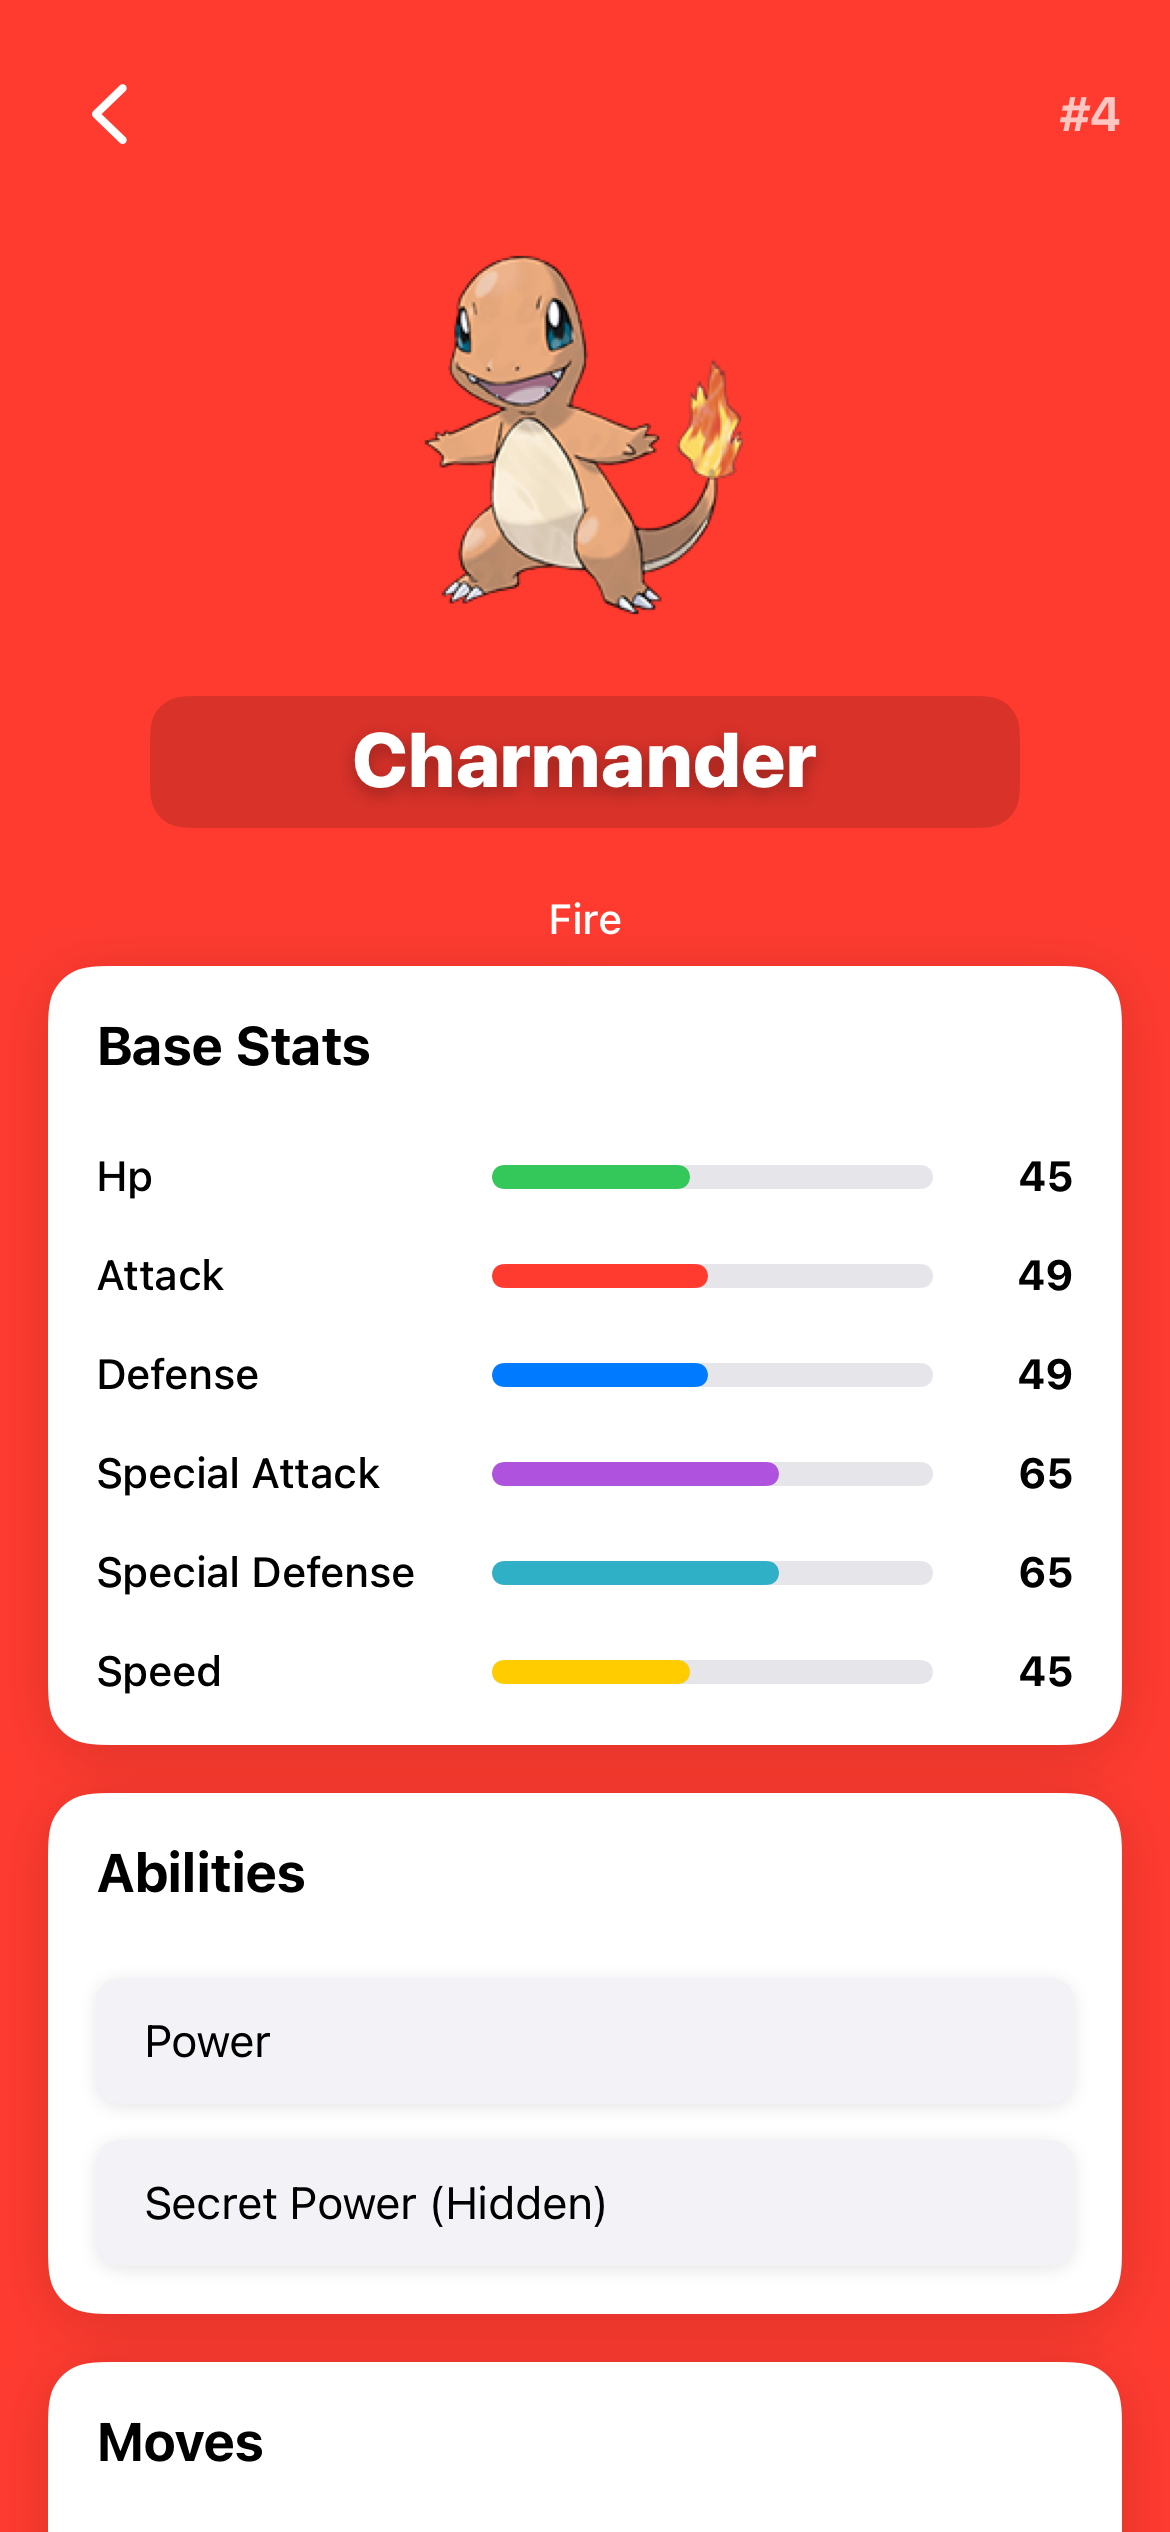 #4
Charmander
Fire
Base Stats
Hp 45
Attack 49
Defense 49
Special Attack 65
Special Defense 65
Speed 45
Abilities
Power
Secret Power (Hidden)
Moves